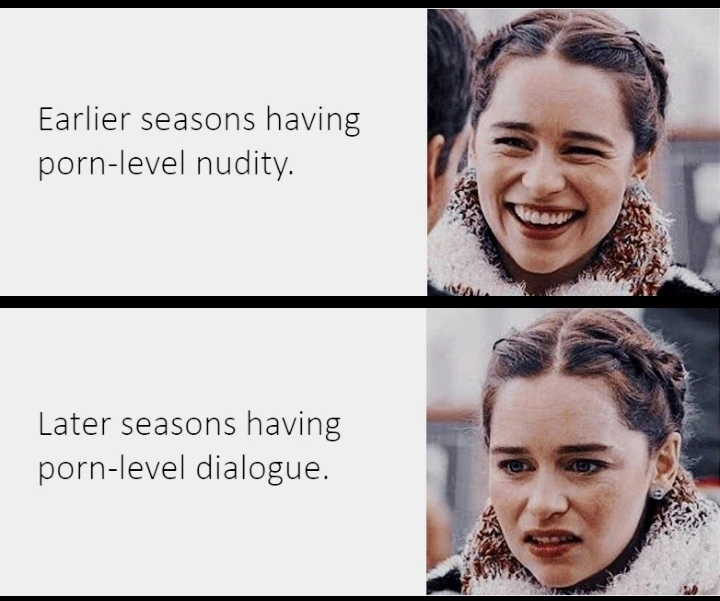 Earlier seasons having
porn-level nudity.
Later seasons having
porn-level dialogue.